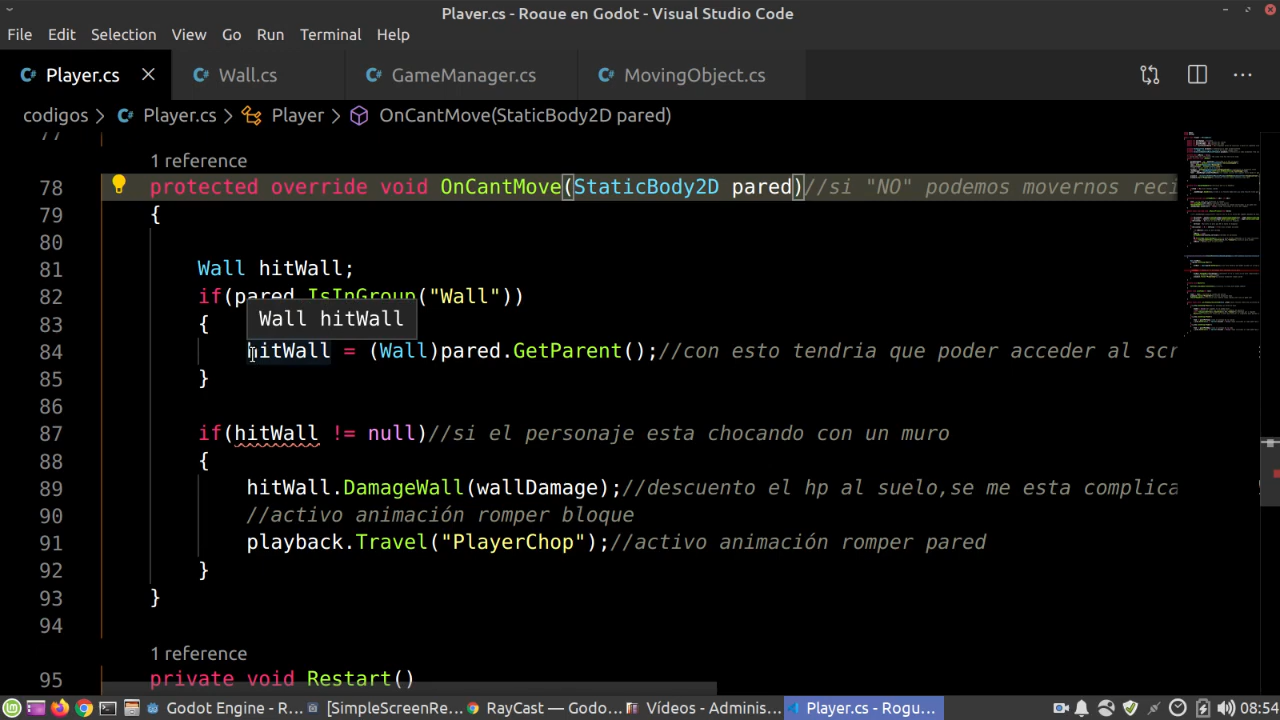 Player.cs - Rogue en Godot - Visual Studio Code
File Edit Selection View Go Run Terminal Help
Player.cs Wall.cs GameManager.cs MovingObject.cs
codigos > Player.cs > Player > OnCantMove(StaticBody2D pared)
77
1 reference
78 protected override void OnCantMove(StaticBody2D pared)//si "NO" podemos movernos reci
79 {
80
81 Wall hitWall;
82 if(pared.IsInGroup("Wall"))
Wall hitWall
83 {
84 hitWall = (Wall)pared.GetParent();//con esto tendria que poder acceder al scr
85 }
86
87 if(hitWall != null)//si el personaje esta chocando con un muro
88 {
89 hitWall.DamageWall(wallDamage);//descuento el hp al suelo,se me esta complica
90 //activo animación romper bloque
91 playback.Travel("PlayerChop");//activo animación romper pared
92 }
93 }
94
1 reference
95 private void Restart()
Godot Engine - R... [SimpleScreenRe... RayCast — Godo... Vídeos - Adminis... Player.cs - Rogu... 08:54